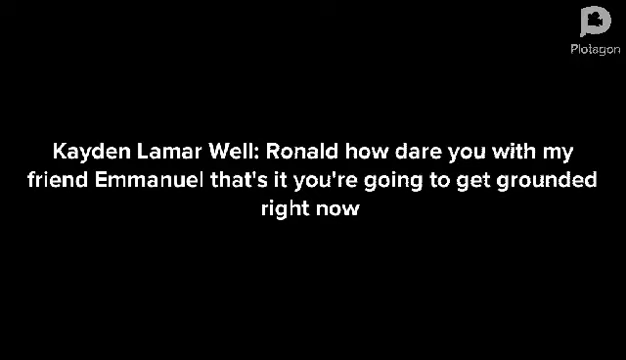 Plotagon
Kayden Lamar Well: Ronald how dare you with my
friend Emmanuel that's it you're going to get grounded
right now